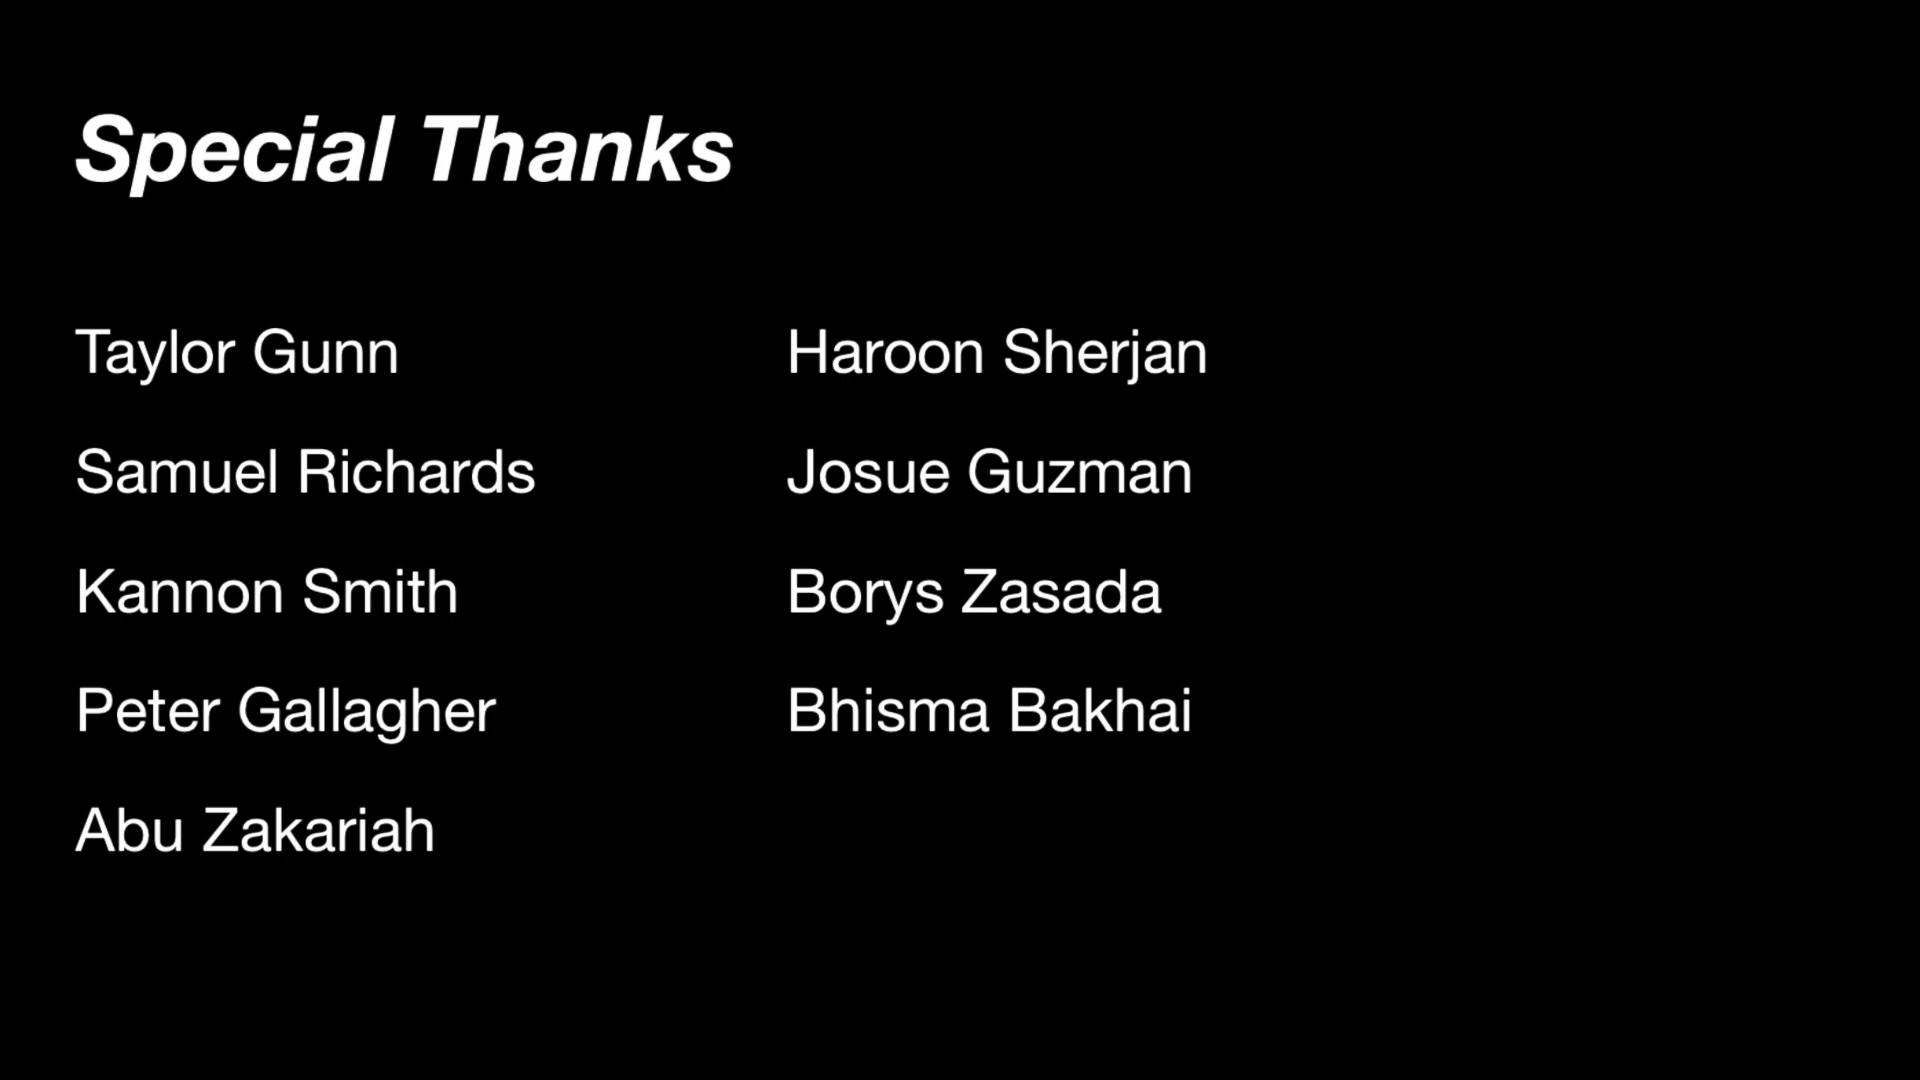 Special Thanks
Taylor Gunn
Samuel Richards
Kannon Smith
Peter Gallagher
Abu Zakariah
Haroon Sherjan
Josue Guzman
Borys Zasada
Bhisma Bakhai